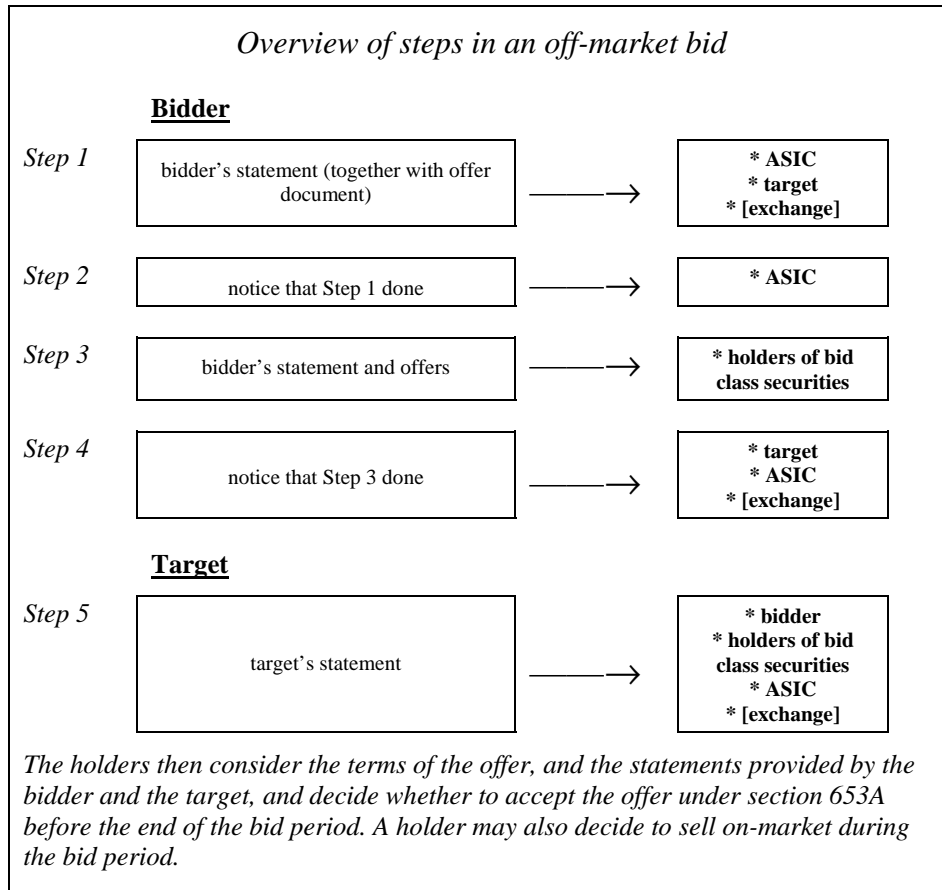 Overview of steps in an off-market bid
Bidder
Step 1
bidder’s statement (together with offer
document)
* ASIC
* target
* [exchange]
Step 2
notice that Step 1 done
* ASIC
Step 3
bidder’s statement and offers
* holders of bid
class securities
Step 4
notice that Step 3 done
* target
* ASIC
* [exchange]
Target
Step 5
target’s statement
* bidder
* holders of bid
class securities
* ASIC
* [exchange]
The holders then consider the terms of the offer, and the statements provided by the
bidder and the target, and decide whether to accept the offer under section 653A
before the end of the bid period. A holder may also decide to sell on-market during
the bid period.